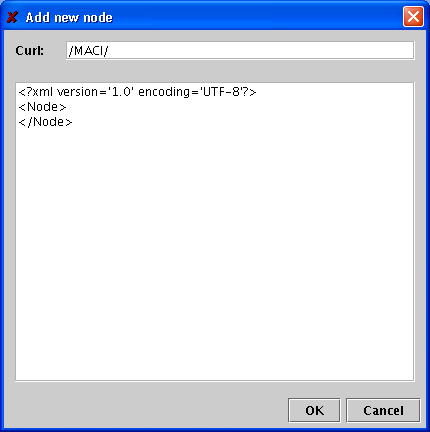 Add new node
Curl: /MACI/
<?xml version='1.0' encoding='UTF-8'?>
<Node>
</Node>
OK Cancel